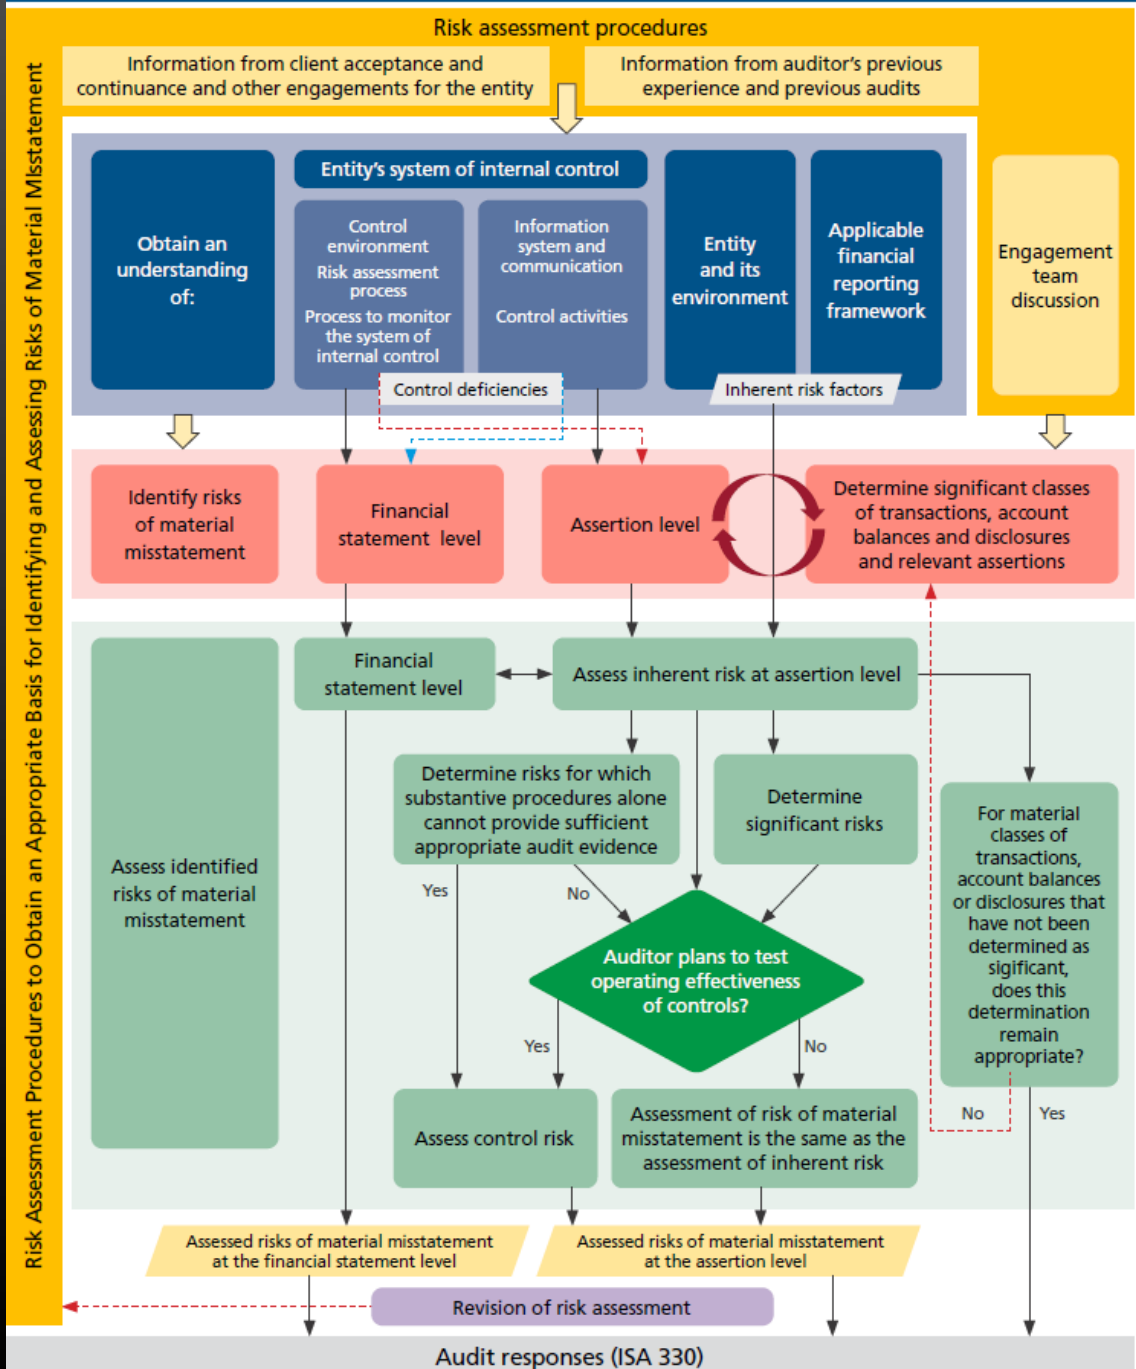 Risk assessment procedures
Risk Assessment Procedures to Obtain an Appropriate Basis for Identifying and Assessing Risks of Material MIsstatement
Information from client acceptance and
continuance and other engagements for the entity
Information from auditor's previous
experience and previous audits
Obtain an
understanding
of:
Entity's system of internal control
Control
environment
Risk assessment
process
Process to monitor
the system of
internal control
Information
system and
communication
Control activities
Entity
and its
environment
Applicable
financial
reporting
framework
Engagement
team
discussion
Control deficiencies
Inherent risk factors
Identify risks
of material
misstatement
Financial
statement level
Assertion level
Determine significant classes
of transactions, account
balances and disclosures
and relevant assertions
Assess identified
risks of material
misstatement
Financial
statement level
Assess inherent risk at assertion level
Determine risks for which
substantive procedures alone
cannot provide sufficient
appropriate audit evidence
Determine
significant risks
For material
classes of
transactions,
account balances
or disclosures that
have not been
determined as
sigificant,
does this
determination
remain
appropriate?
Yes
No
Auditor plans to test
operating effectiveness
of controls?
Yes
No
No
Yes
Assess control risk
Assessment of risk of material
misstatement is the same as the
assessment of inherent risk
Assessed risks of material misstatement
at the financial statement level
Assessed risks of material misstatement
at the assertion level
Revision of risk assessment
Audit responses (ISA 330)